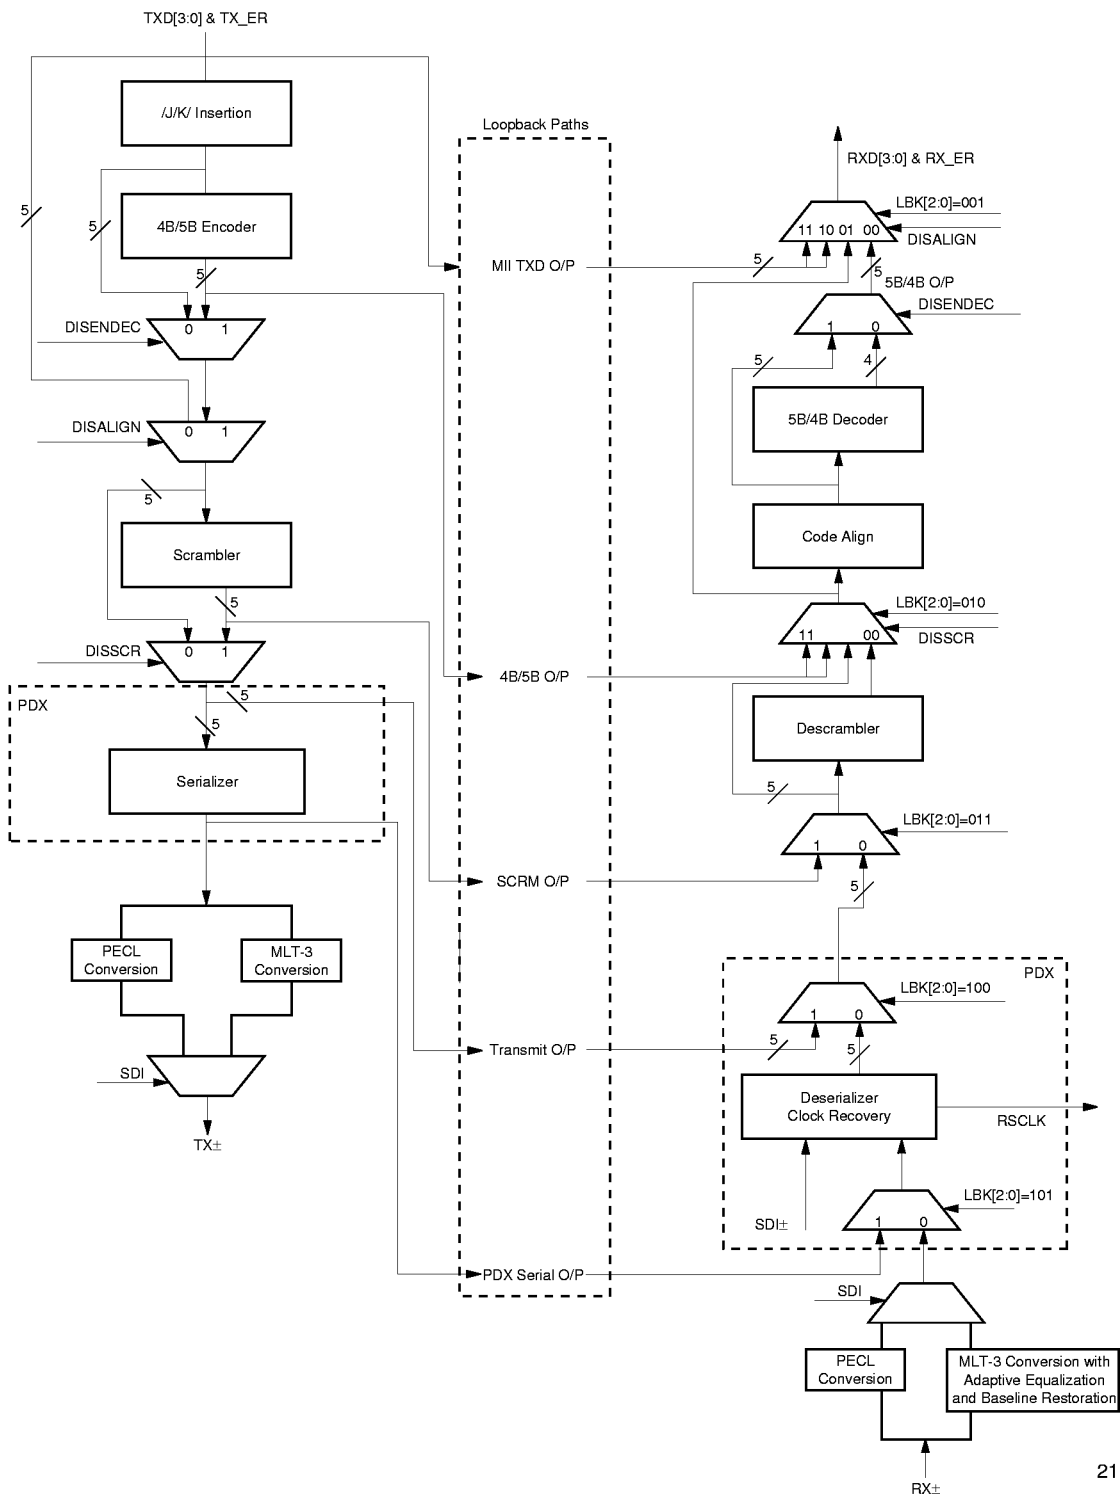 TXD[3:0] & TX_ER
/J/K/ Insertion
5
5
4B/5B Encoder
5
DISENDEC
0 1
DISALIGN
0 1
5
Scrambler
5
DISSCR
0 1
PDX
5
5
Serializer
PECL
Conversion
MLT-3
Conversion
SDI
TX±
Loopback Paths
MII TXD O/P
4B/5B O/P
SCRM O/P
Transmit O/P
PDX Serial O/P
RXD[3:0] & RX_ER
LBK[2:0]=001
11 10 01 00
DISALIGN
5
5
5B/4B O/P
DISENDEC
1 0
5
4
5B/4B Decoder
Code Align
LBK[2:0]=010
11 00
DISSCR
Descrambler
5
LBK[2:0]=011
1 0
5
PDX
LBK[2:0]=100
1 0
5
5
Deserializer
Clock Recovery
RSCLK
LBK[2:0]=101
SDI±
1 0
SDI
PECL
Conversion
MLT-3 Conversion with
Adaptive Equalization
and Baseline Restoration
RX±
21